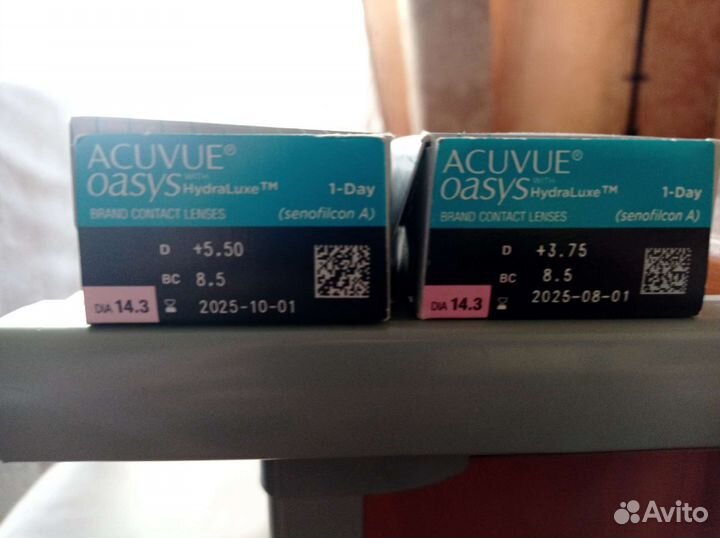 ACUVUE®
OASYS WITH HydraLuxe™ 1-Day
BRAND CONTACT LENSES (senofilcon A)
D +5.50
BC 8.5
DIA 14.3 2025-10-01
ACUVUE®
OASYS WITH HydraLuxe™ 1-Day
BRAND CONTACT LENSES (senofilcon A)
D +3.75
BC 8.5
DIA 14.3 2025-08-01
Avito